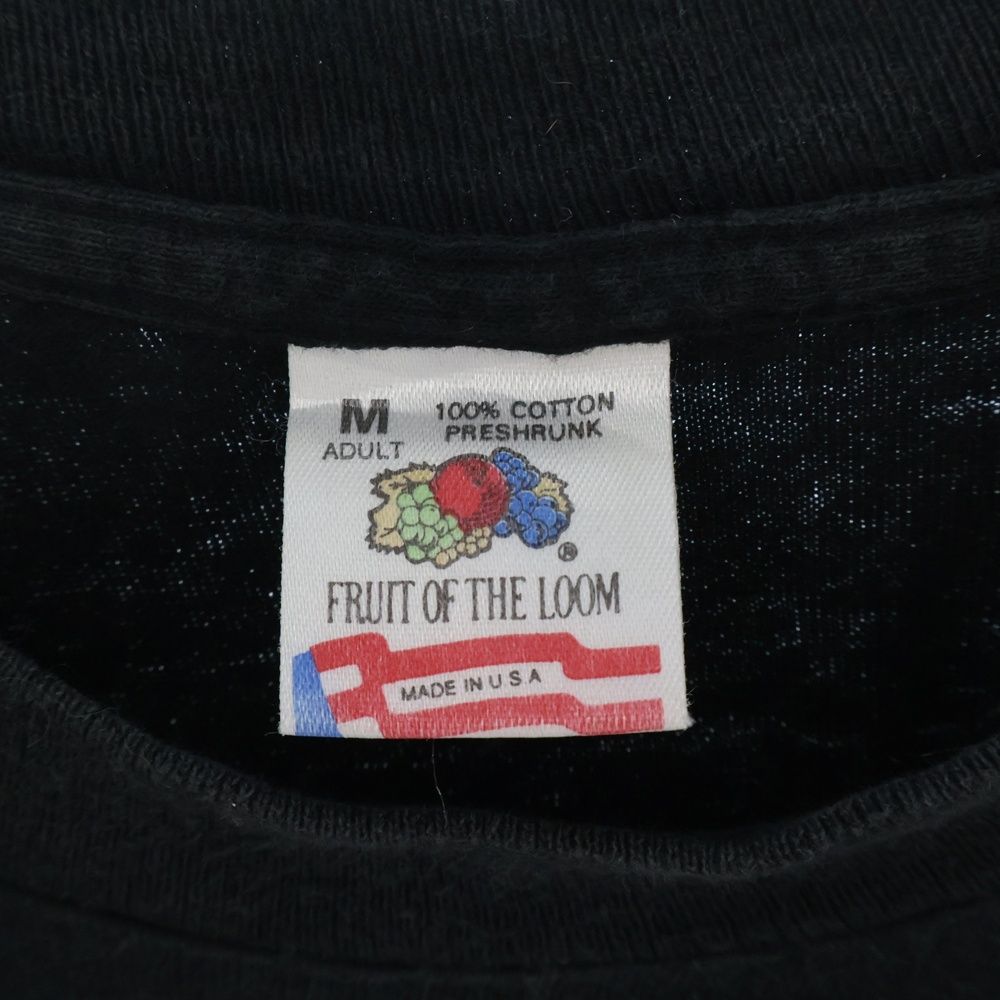 M
ADULT
100% COTTON
PRESHRUNK
®
FRUIT OF THE LOOM
MADE IN U S A